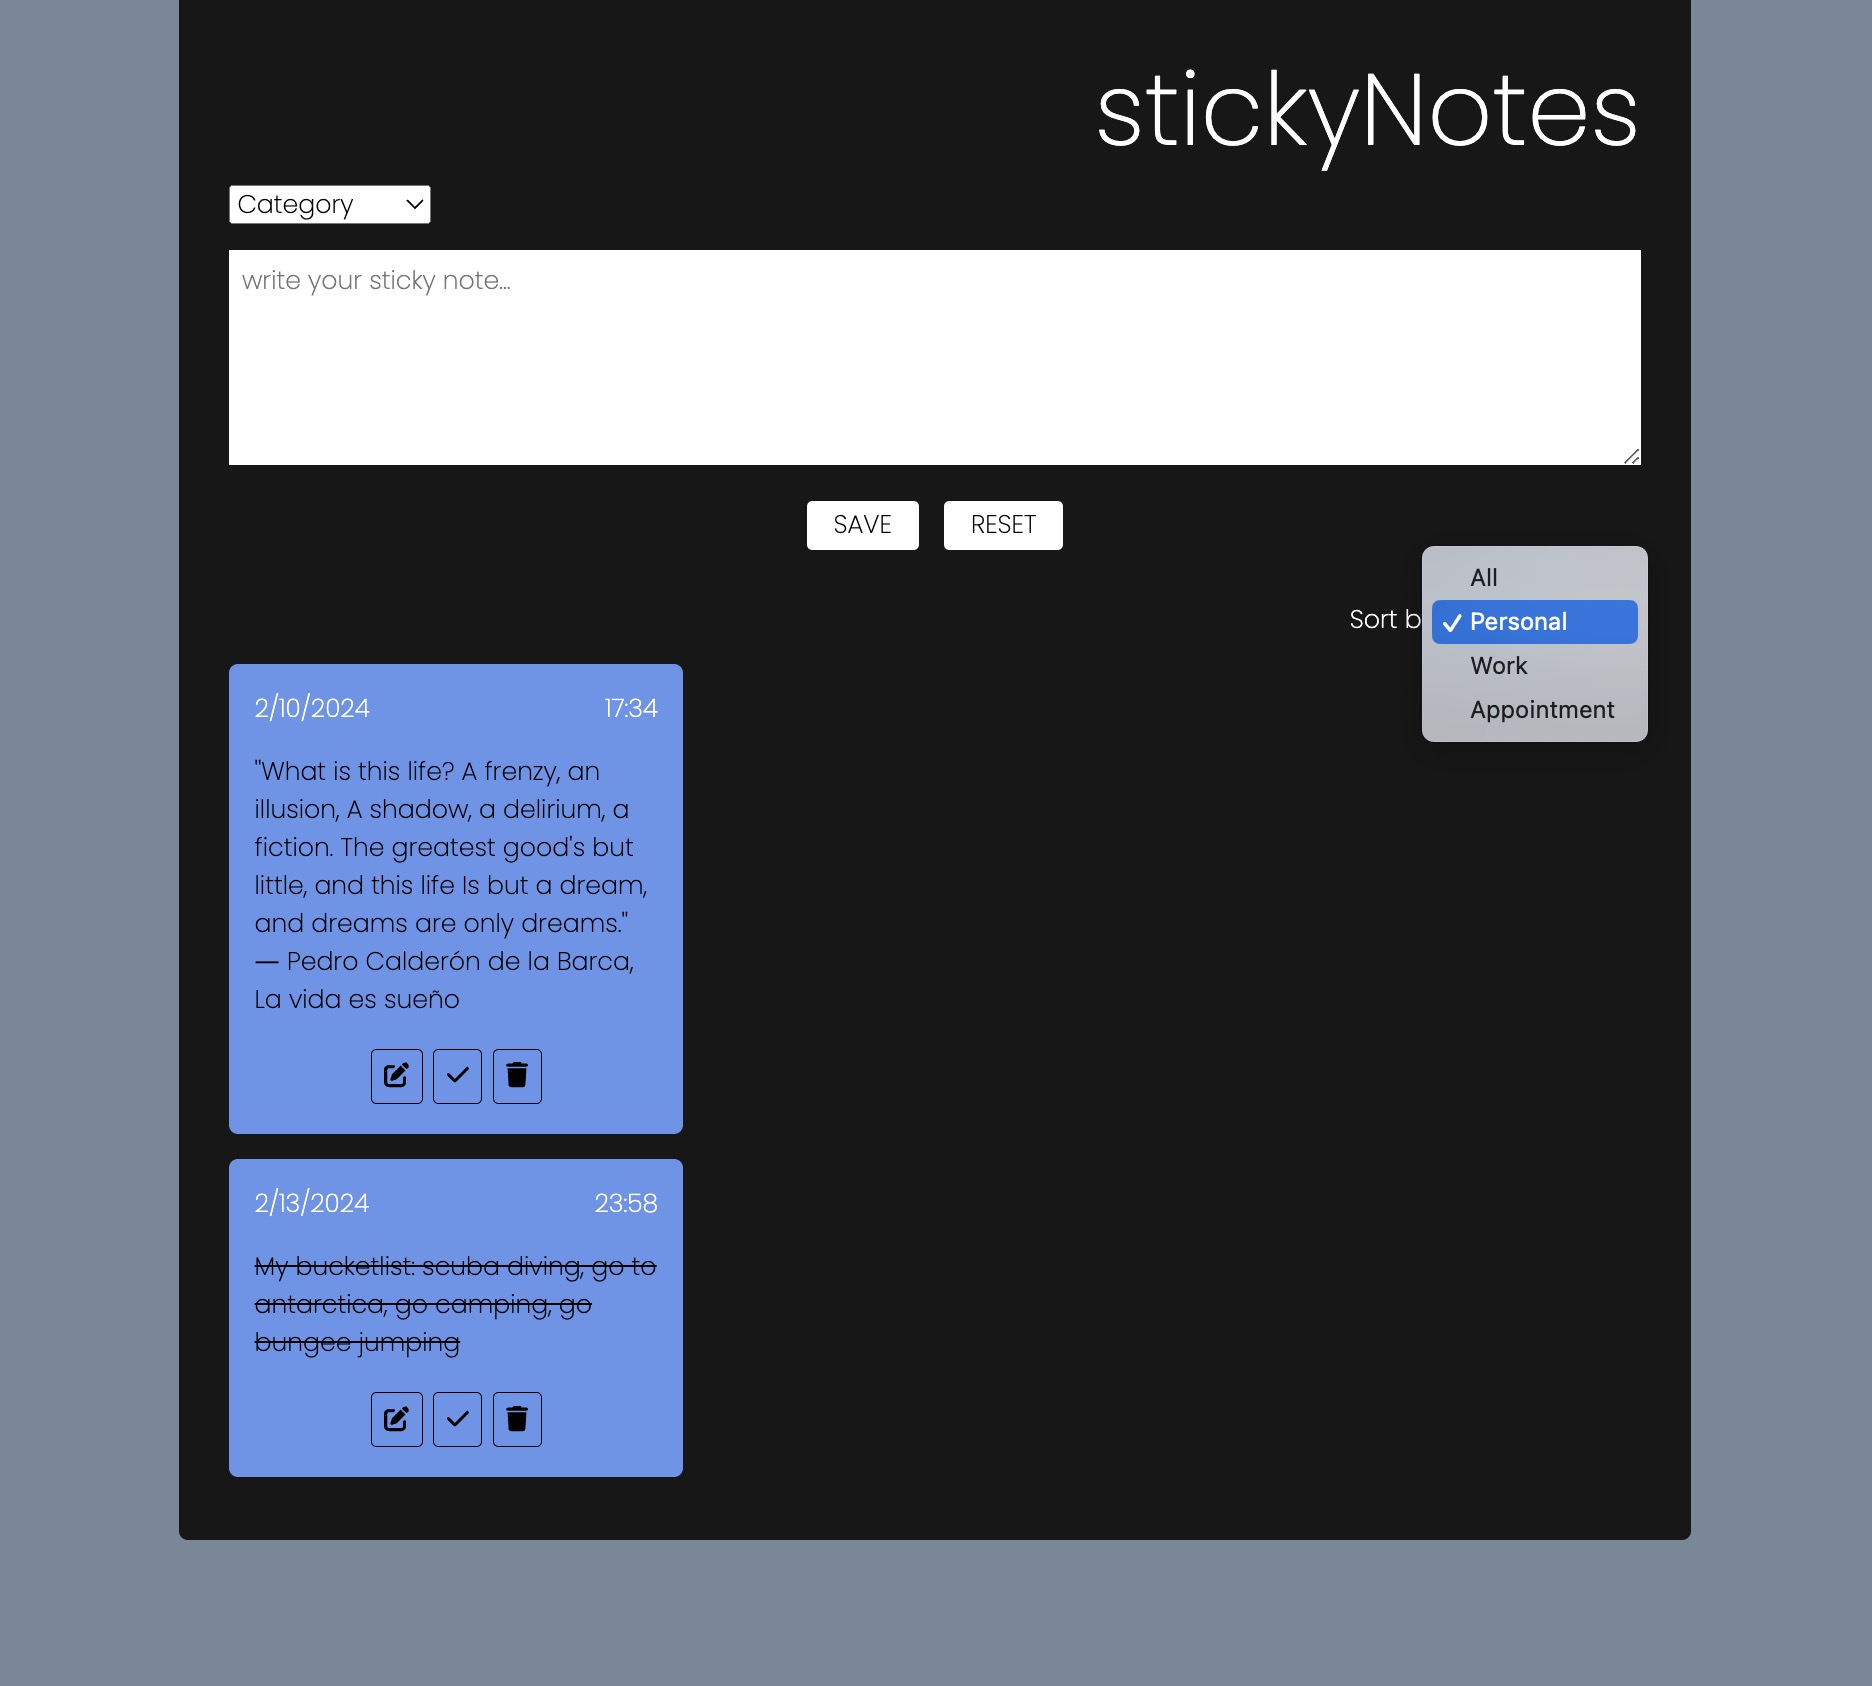 stickyNotes
Category
write your sticky note...
SAVE
RESET
All
Sort b
Personal
Work
Appointment
2/10/2024
17:34
"What is this life? A frenzy, an
illusion, A shadow, a delirium, a
fiction. The greatest good's but
little, and this life Is but a dream,
and dreams are only dreams."
— Pedro Calderón de la Barca,
La vida es sueño
2/13/2024
23:58
My bucketlist: scuba diving, go to
antarctica, go camping, go
bungee jumping